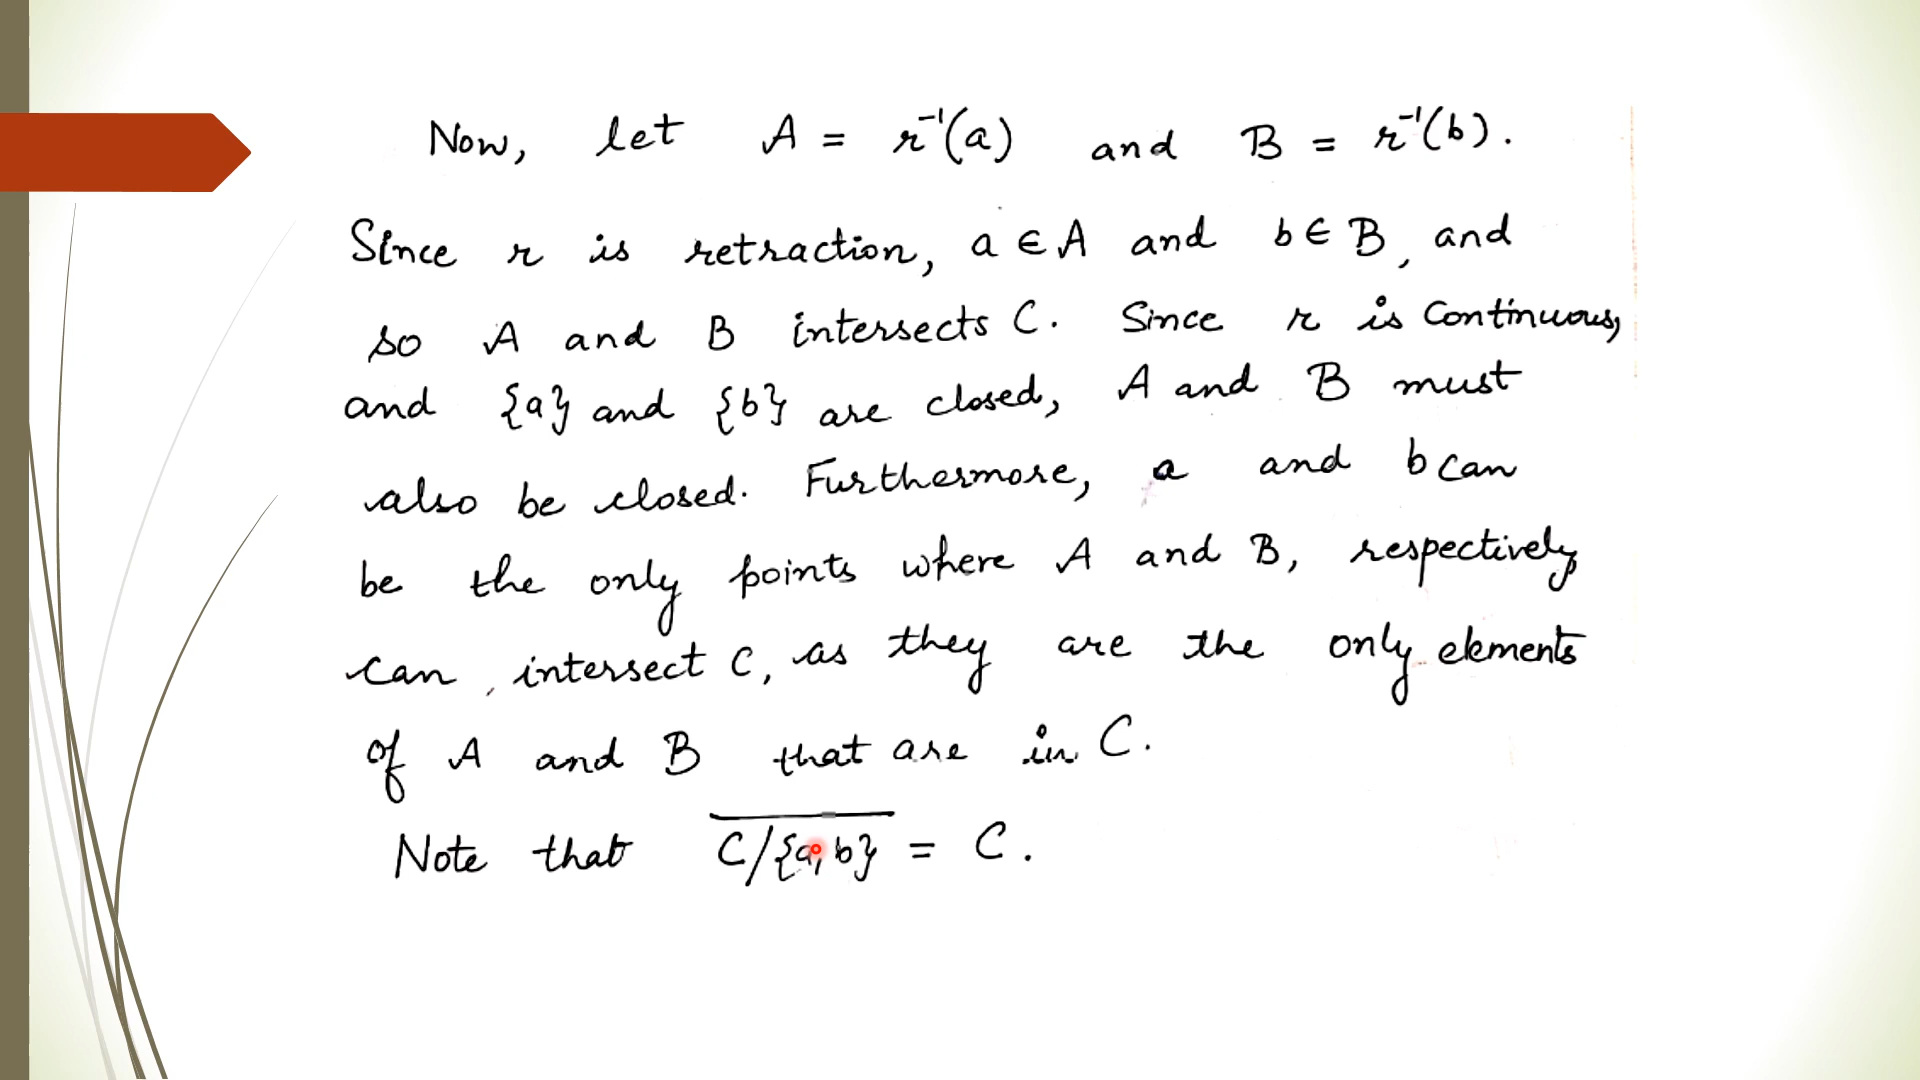 Now, let A = r⁻¹(a) and B = r⁻¹(b).
Since r is retraction, a ∈ A and b ∈ B, and
so A and B intersects C. Since r is continuous,
and {a} and {b} are closed, A and B must
also be closed. Furthermore, a and b can
be the only points where A and B, respectively
can intersect C, as they are the only elements
of A and B that are in C.
Note that \overline{C/{a,b}} = C.